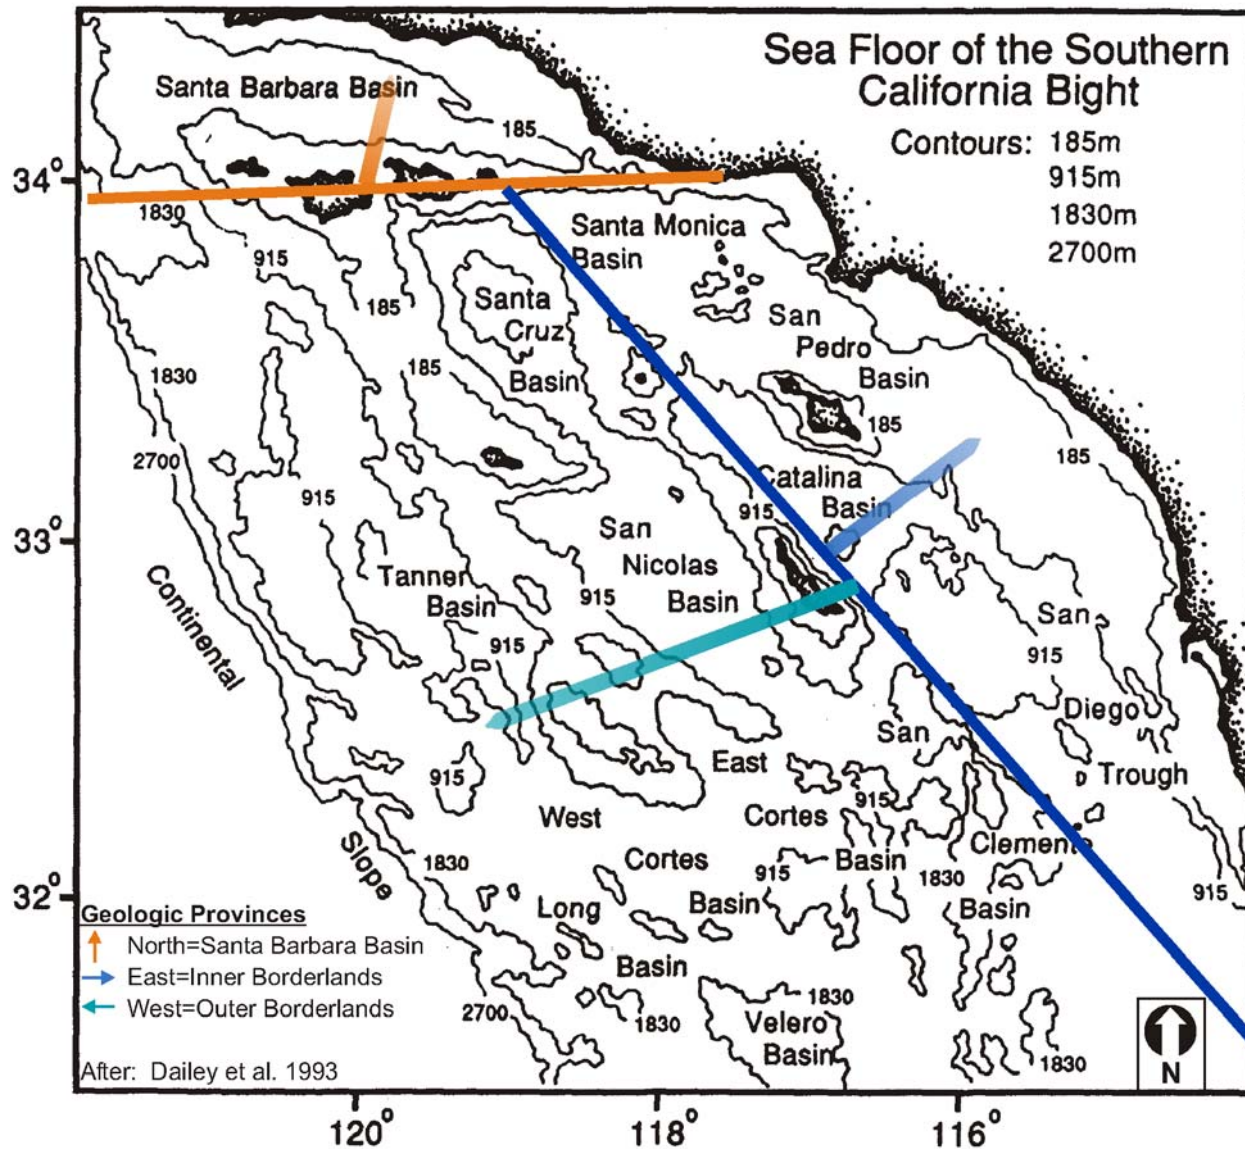 Sea Floor of the Southern
California Bight
Contours: 185m
915m
1830m
2700m
Santa Barbara Basin
185
34°
1830
Santa Monica
Basin
915
185
Santa
Cruz
Basin
San
Pedro
Basin
1830
185
185
2700
185
915
Catalina
Basin
915
San
Nicolas
Basin
33°
Tanner
Basin
915
Continental
915
San
915
Diego
Trough
San
East
915
West
Cortes
915
Clemente
Slope
1830
Cortes
Basin
915
1830
915
32°
Long
Basin
Basin
Basin
2700
1830
1830
Velero
Basin
1830
Geologic Provinces
North=Santa Barbara Basin
East=Inner Borderlands
West=Outer Borderlands
After: Dailey et al. 1993
N
120°
118°
116°